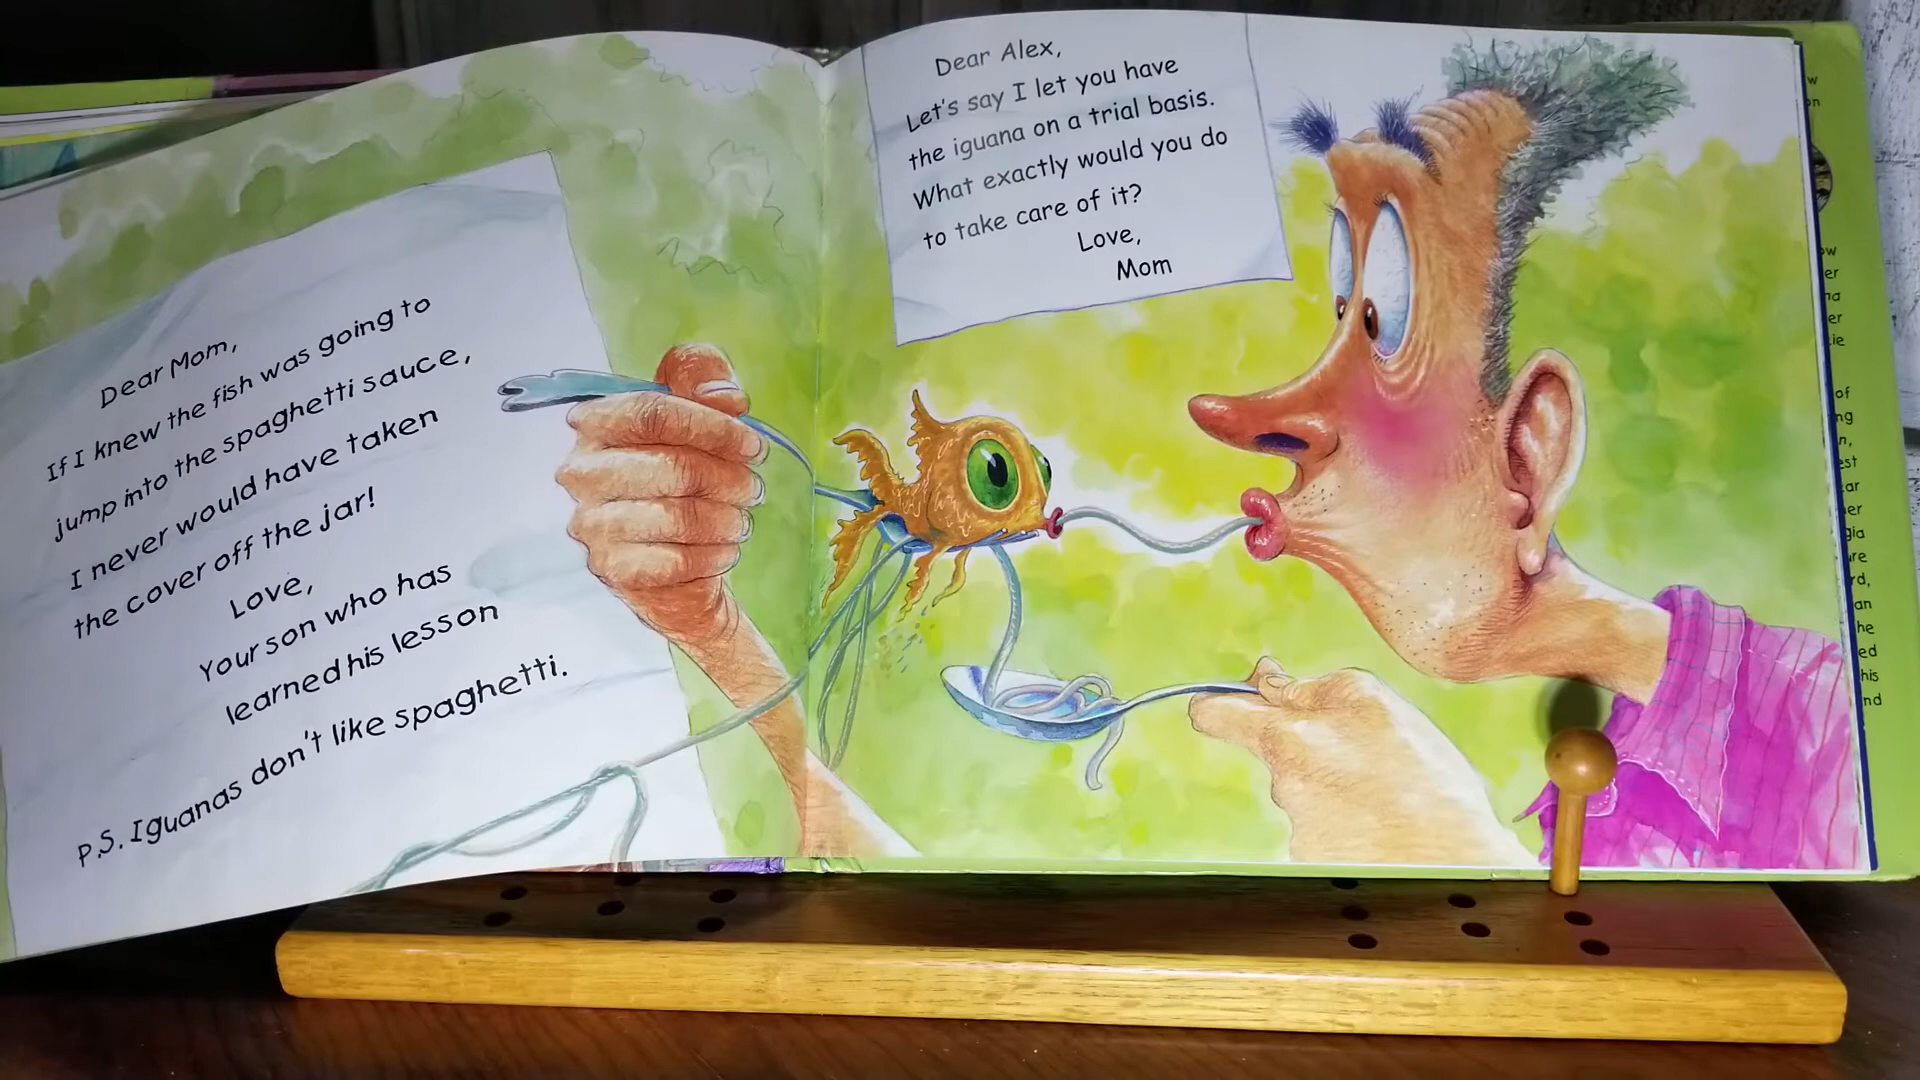 Dear Mom,
If I knew the fish was going to
jump into the spaghetti sauce,
I never would have taken
the cover off the jar!
Love,
Your son who has
learned his lesson
P.S. Iguanas don't like spaghetti.
Dear Alex,
Let's say I let you have
the iguana on a trial basis.
What exactly would you do
to take care of it?
Love,
Mom